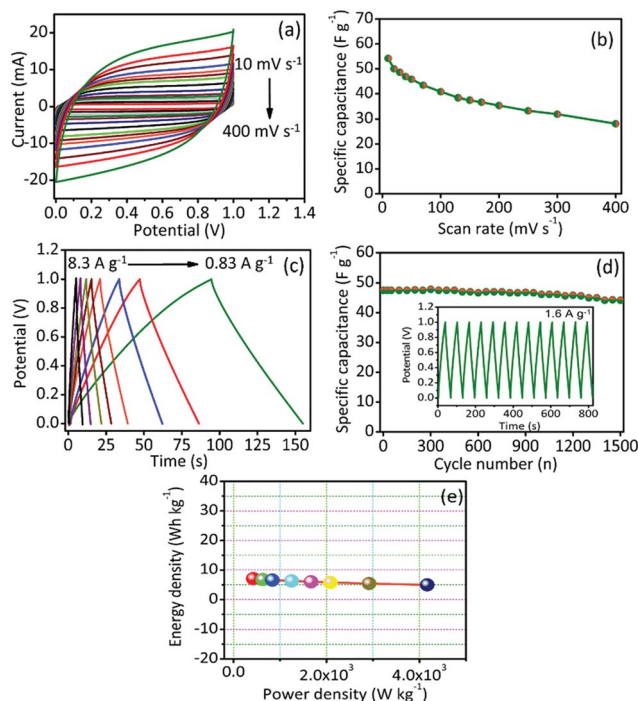 (a)
20
10
0
-10
-20
Current (mA)
10 mV s⁻¹
400 mV s⁻¹
0.0 0.2 0.4 0.6 0.8 1.0 1.2 1.4
Potential (V)
(b)
70
60
50
40
30
20
10
0
Specific capacitance (F g⁻¹)
0 100 200 300 400
Scan rate (mV s⁻¹)
(c)
8.3 A g⁻¹ 0.83 A g⁻¹
1.0
0.8
0.6
0.4
0.2
0.0
Potential (V)
0 25 50 75 100 125 150
Time (s)
(d)
60
50
40
30
20
10
0
Specific capacitance (F g⁻¹)
1.6 A g⁻¹
1.0
0.8
0.6
0.4
0.2
0.0
Potential (V)
0 200 400 600 800
Time (s)
0 300 600 900 1200 1500
Cycle number (n)
(e)
40
30
20
10
0
-10
-20
Energy density (Wh kg⁻¹)
0.0 2.0x10³ 4.0x10³
Power density (W kg⁻¹)